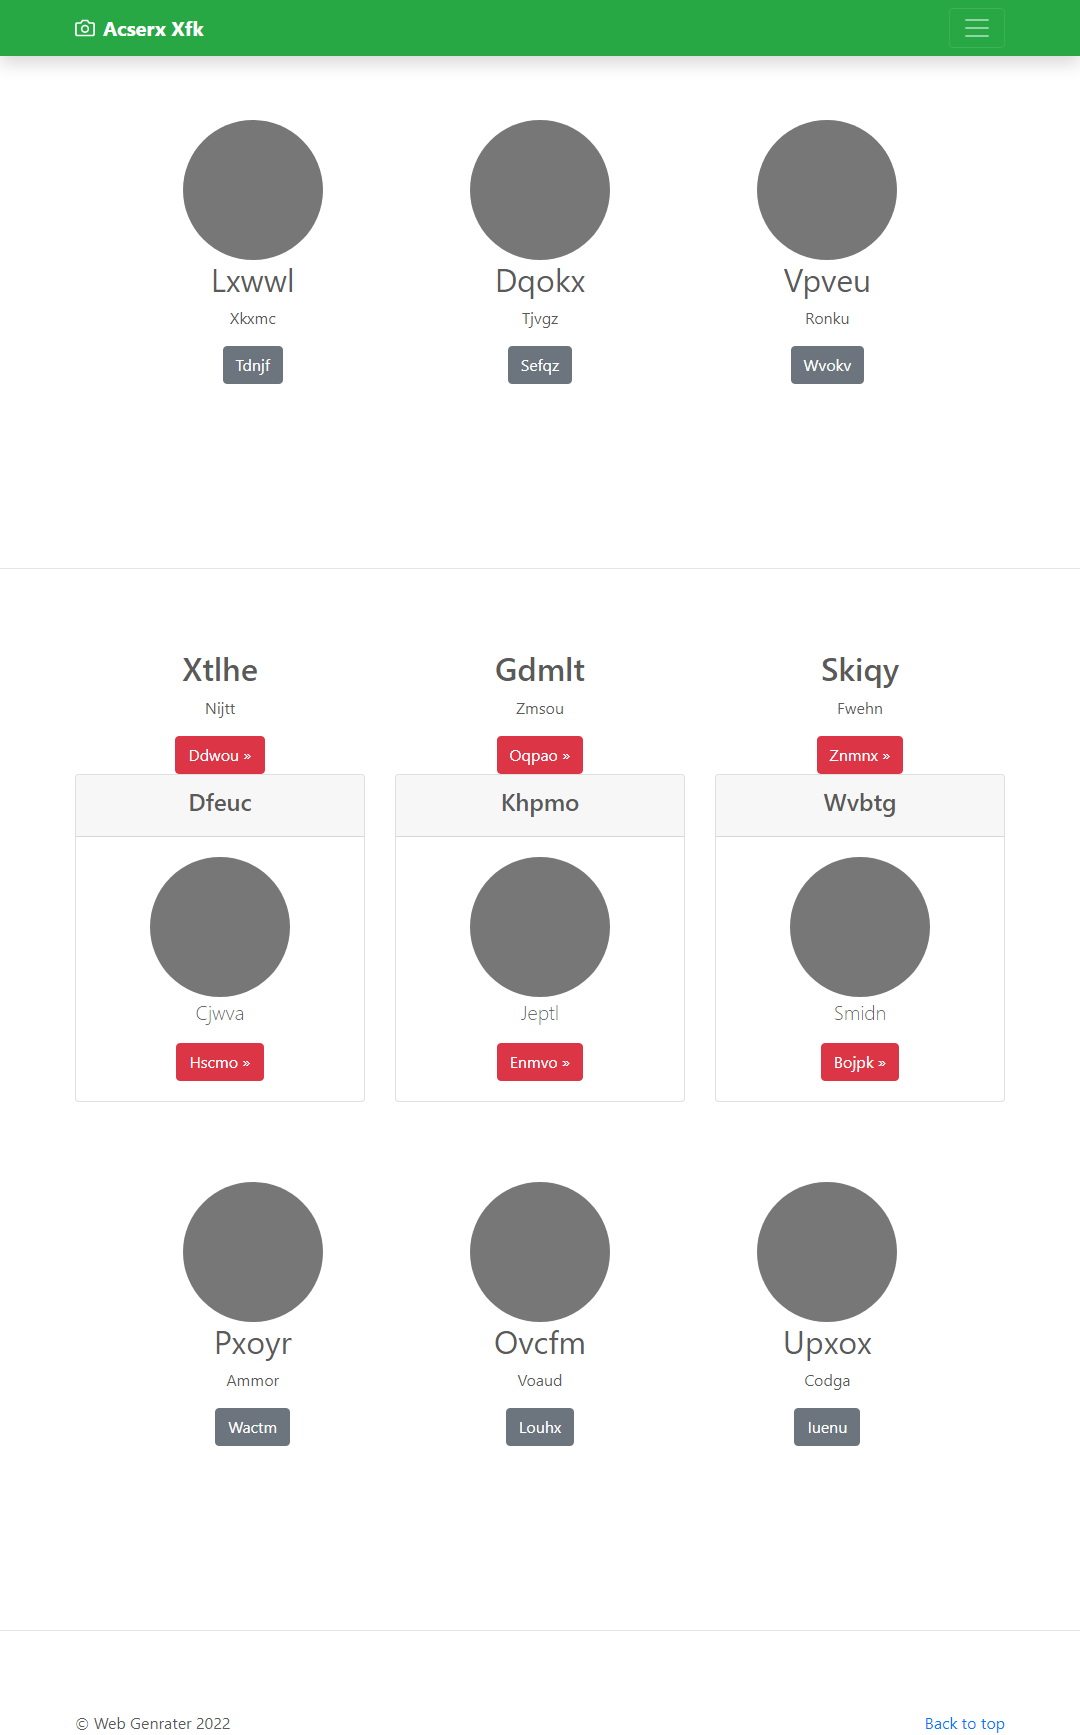 Acserx Xfk
Lxwwl Dqokx Vpveu
Xkxmc Tjvgz Ronku
Tdnjf Sefqz Wvokv
Xtlhe Gdmlt Skiqy
Nijtt Zmsou Fwehn
Ddwou » Oqpao » Znmnx »
Dfeuc Khpmo Wvbtg
Cjwva Jeptl Smidn
Hscmo » Enmvo » Bojpk »
Pxoyr Ovcfm Upxox
Ammor Voaud Codga
Wactm Louhx Iuenu
© Web Genrater 2022 Back to top